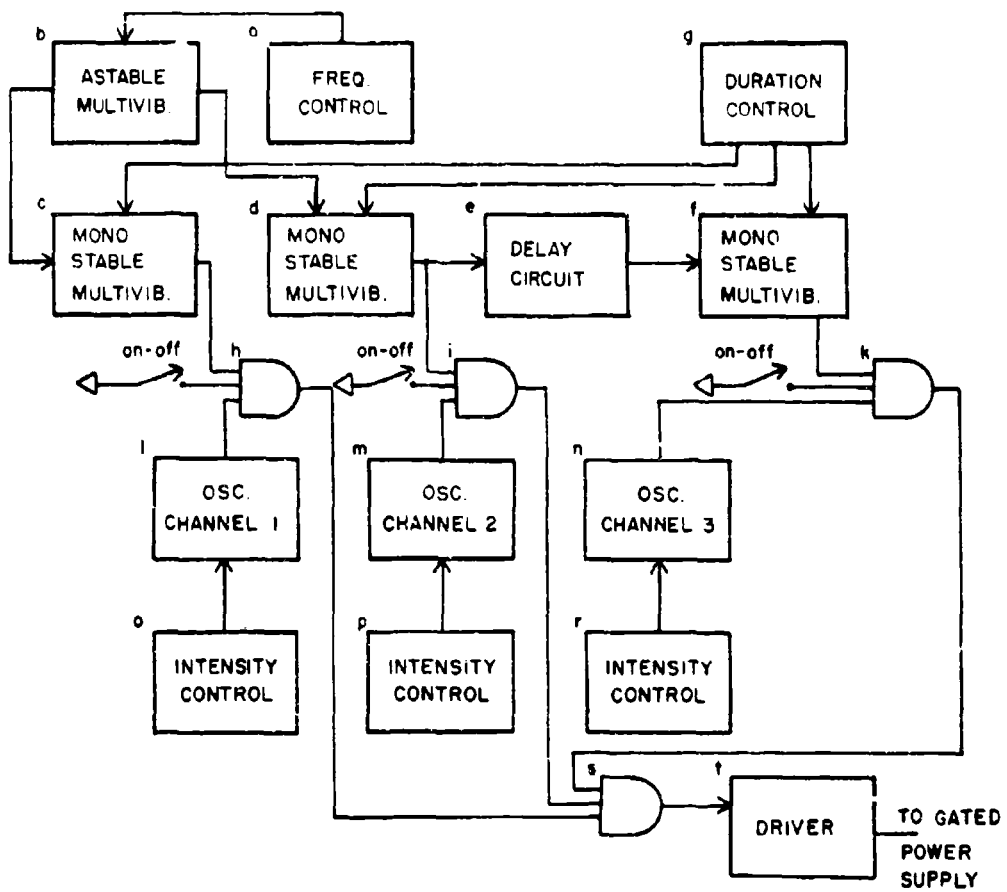 b
ASTABLE
MULTIVIB.
a
FREQ.
CONTROL
g
DURATION
CONTROL
c
MONO
STABLE
MULTIVIB.
d
MONO
STABLE
MULTIVIB.
e
DELAY
CIRCUIT
f
MONO
STABLE
MULTIVIB.
on-off
h
on-off
i
on-off
k
l
OSC.
CHANNEL 1
m
OSC.
CHANNEL 2
n
OSC.
CHANNEL 3
o
INTENSITY
CONTROL
p
INTENSITY
CONTROL
r
INTENSITY
CONTROL
s
t
DRIVER
TO GATED
POWER
SUPPLY